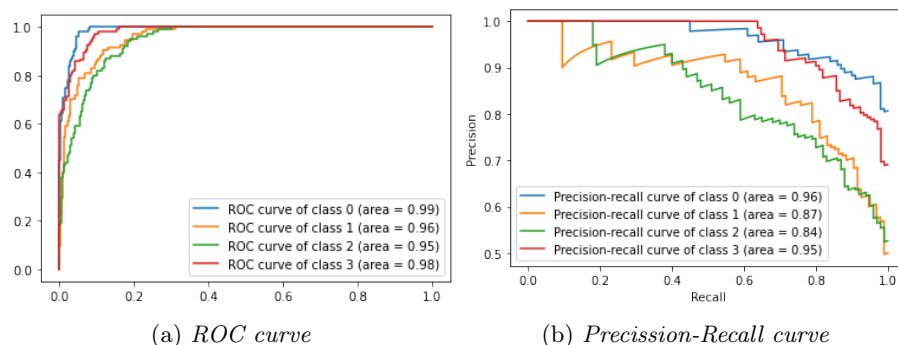 1.0
0.8
0.6
0.4
0.2
0.0
0.0 0.2 0.4 0.6 0.8 1.0
ROC curve of class 0 (area = 0.99)
ROC curve of class 1 (area = 0.96)
ROC curve of class 2 (area = 0.95)
ROC curve of class 3 (area = 0.98)
(a) ROC curve
Precision
1.0
0.9
0.8
0.7
0.6
0.5
0.0 0.2 0.4 0.6 0.8 1.0
Recall
Precision-recall curve of class 0 (area = 0.96)
Precision-recall curve of class 1 (area = 0.87)
Precision-recall curve of class 2 (area = 0.84)
Precision-recall curve of class 3 (area = 0.95)
(b) Precission-Recall curve